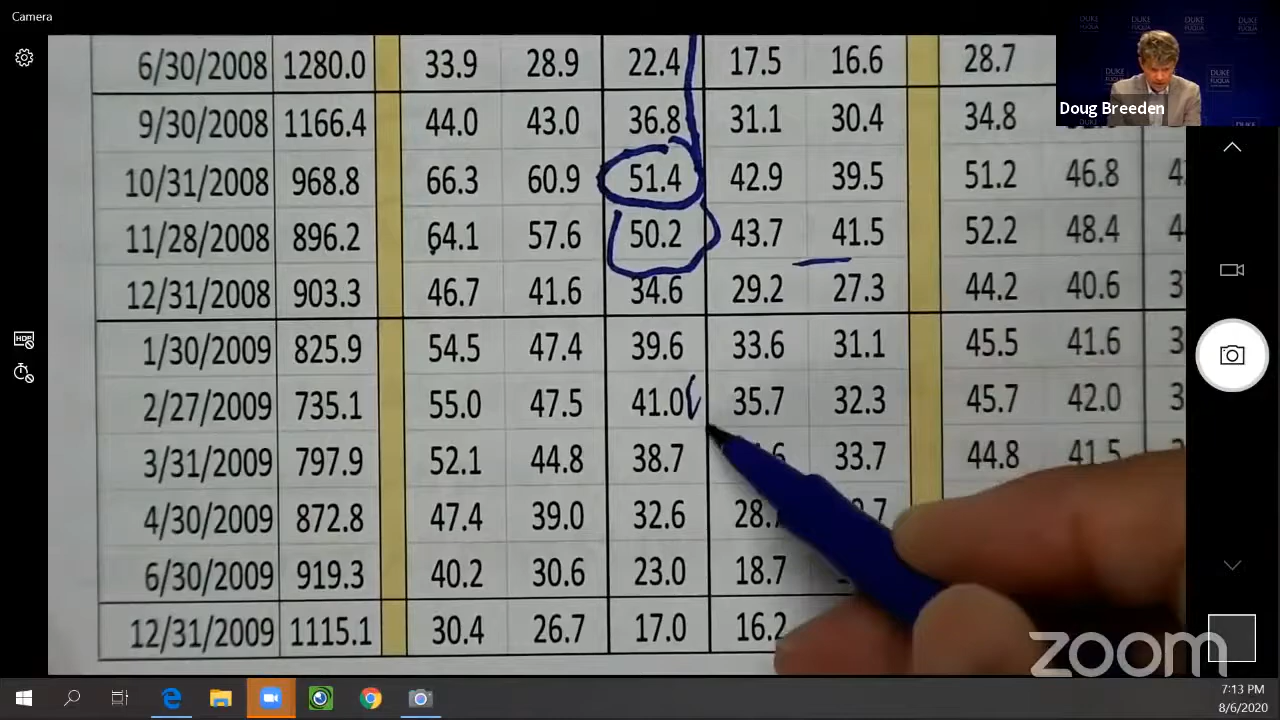 Camera
6/30/2008 1280.0 33.9 28.9 22.4 17.5 16.6 28.7
9/30/2008 1166.4 44.0 43.0 36.8 31.1 30.4 34.8
10/31/2008 968.8 66.3 60.9 51.4 42.9 39.5 51.2 46.8
11/28/2008 896.2 64.1 57.6 50.2 43.7 41.5 52.2 48.4
12/31/2008 903.3 46.7 41.6 34.6 29.2 27.3 44.2 40.6
1/30/2009 825.9 54.5 47.4 39.6 33.6 31.1 45.5 41.6
2/27/2009 735.1 55.0 47.5 41.0 35.7 32.3 45.7 42.0
3/31/2009 797.9 52.1 44.8 38.7 33.7 44.8 41.5
4/30/2009 872.8 47.4 39.0 32.6
6/30/2009 919.3 40.2 30.6 23.0 18.7
12/31/2009 1115.1 30.4 26.7 17.0 16.2
DUKE
FUQUA
Doug Breeden
zoom
7:13 PM
8/6/2020